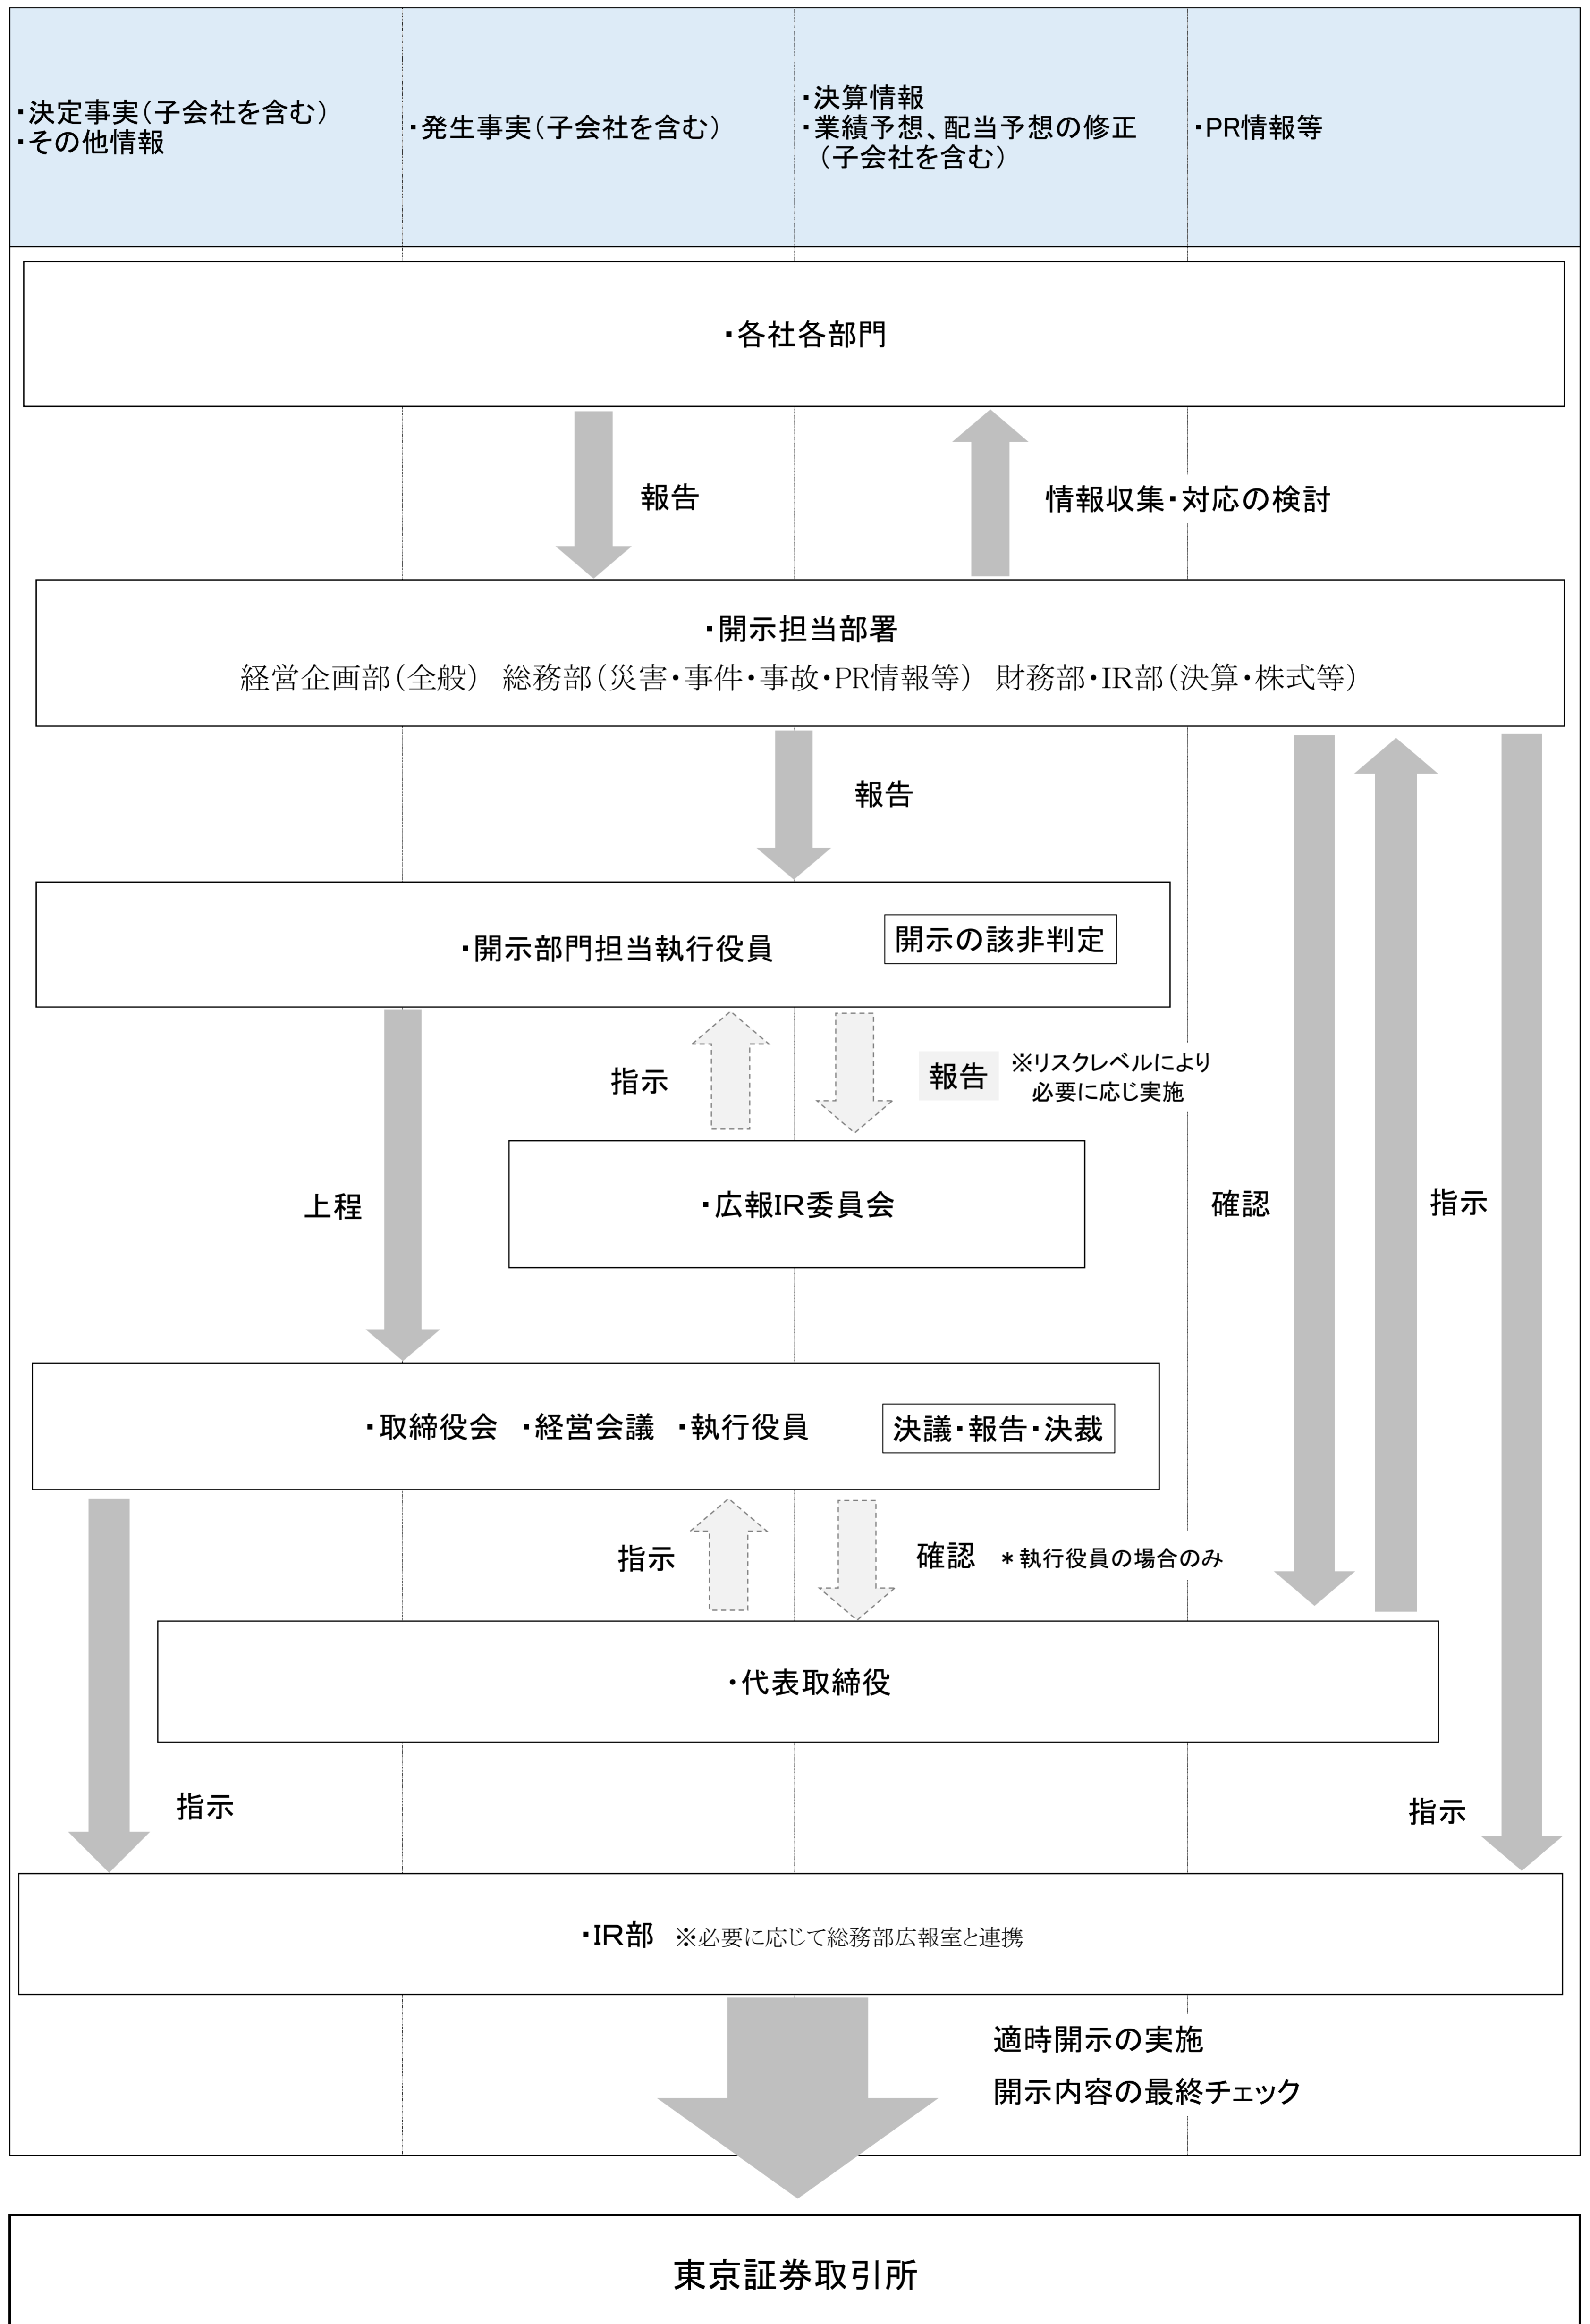 ・決定事実（子会社を含む）
・その他情報
・発生事実（子会社を含む）
・決算情報
・業績予想、配当予想の修正
（子会社を含む）
・PR情報等
・各社各部門
報告
情報収集・対応の検討
・開示担当部署
経営企画部（全般）　総務部（災害・事件・事故・PR情報等）　財務部・IR部（決算・株式等）
報告
・開示部門担当執行役員
開示の該非判定
指示
報告
※リスクレベルにより
必要に応じ実施
・広報IR委員会
上程
確認
指示
・取締役会　・経営会議　・執行役員
決議・報告・決裁
指示
確認
＊執行役員の場合のみ
・代表取締役
指示
指示
・IR部　※必要に応じて総務部広報室と連携
適時開示の実施
開示内容の最終チェック
東京証券取引所